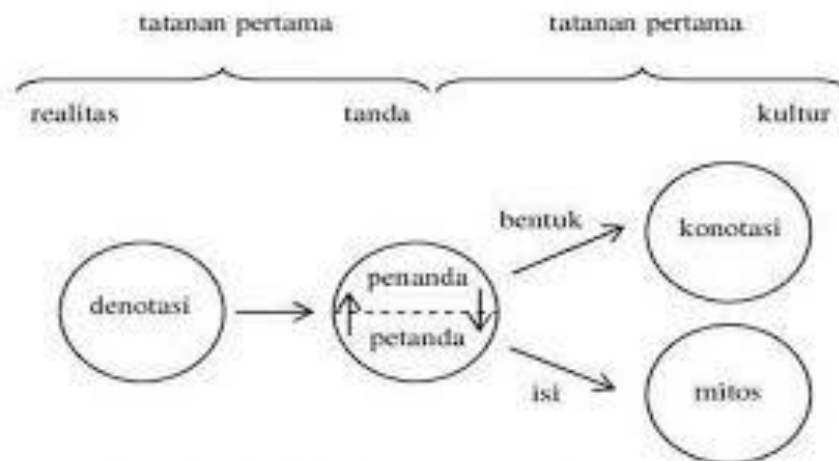 tatanan pertama tatanan pertama
realitas tanda kultur
bentuk konotasi
denotasi penanda
petanda
isi mitos